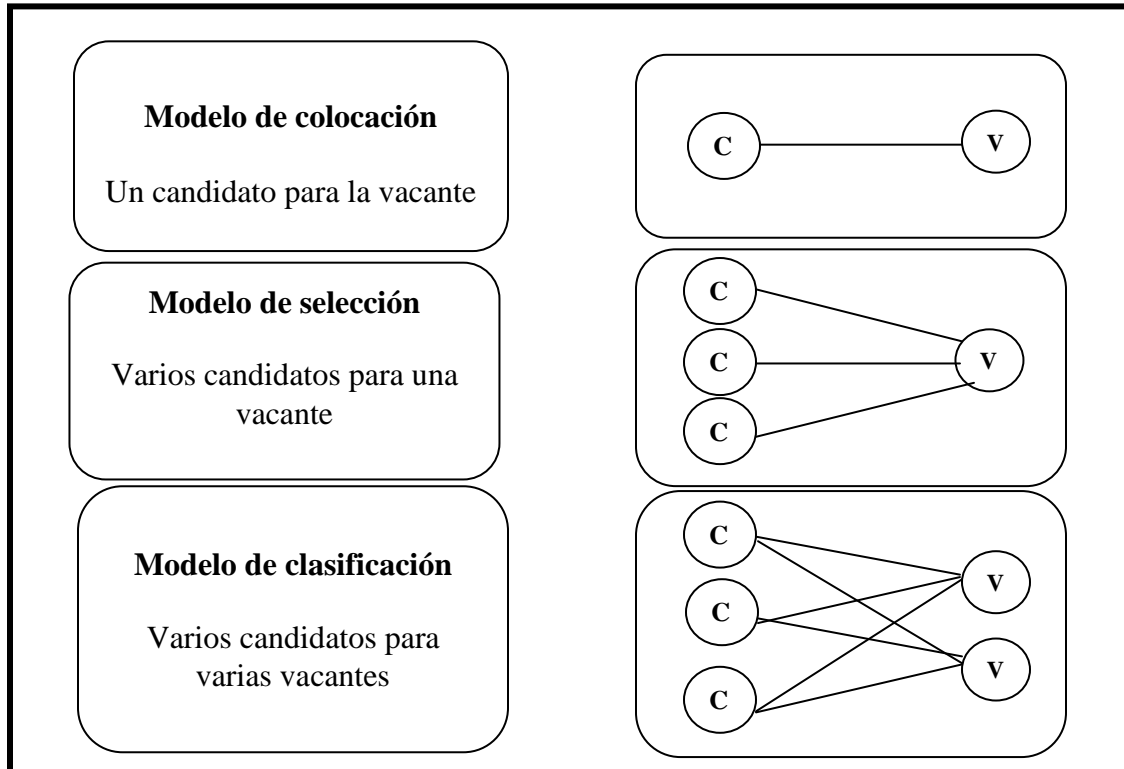 Modelo de colocación
Un candidato para la vacante
C
V
Modelo de selección
Varios candidatos para una
vacante
C
C
C
V
Modelo de clasificación
Varios candidatos para
varias vacantes
C
C
C
V
V